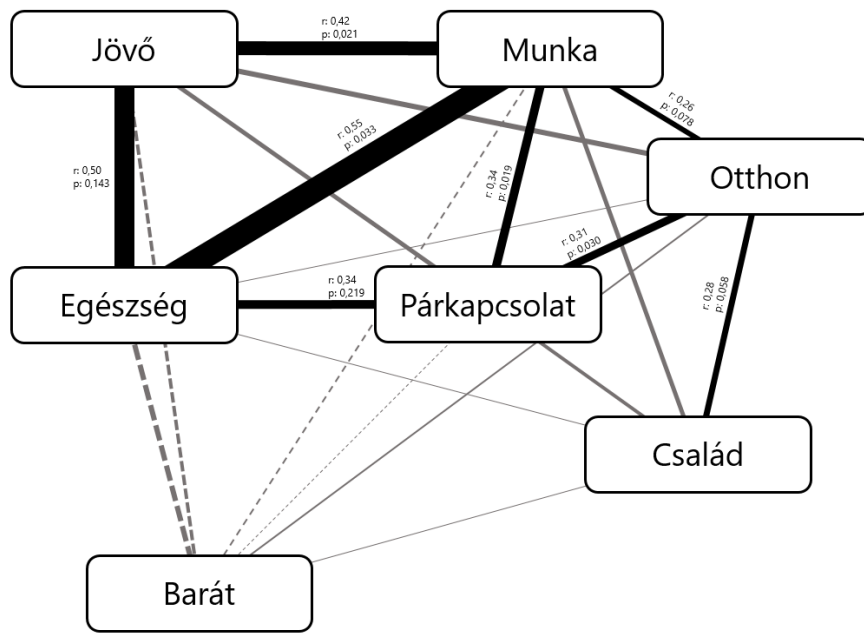 r: 0,42
p: 0,021
Jövő
Munka
r: 0,26
p: 0,078
r: 0,55
p: 0,033
r: 0,50
p: 0,143
r: 0,34
p: 0,019
Otthon
r: 0,31
p: 0,030
Egészség
r: 0,34
p: 0,219
Párkapcsolat
r: 0,28
p: 0,058
Család
Barát